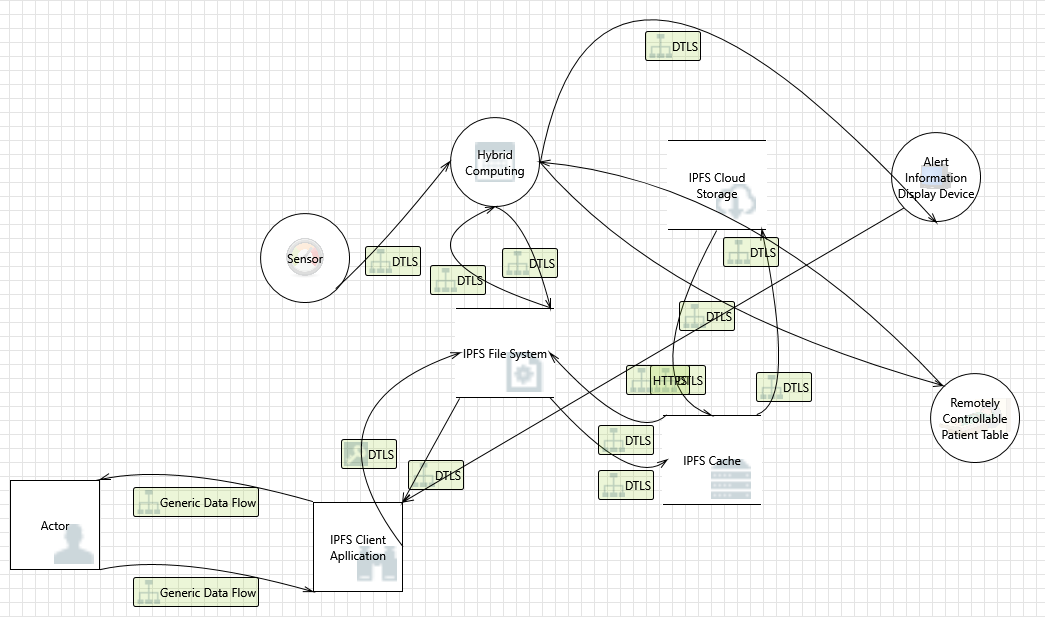 DTLS
Hybrid
Computing
Alert
Information
Display Device
IPFS Cloud
Storage
DTLS
Sensor
DTLS
DTLS
DTLS
DTLS
IPFS File System
HTTPS
DTLS
DTLS
Remotely
Controllable
Patient Table
DTLS
DTLS
IPFS Cache
DTLS
DTLS
Generic Data Flow
Actor
IPFS Client
Apllication
Generic Data Flow